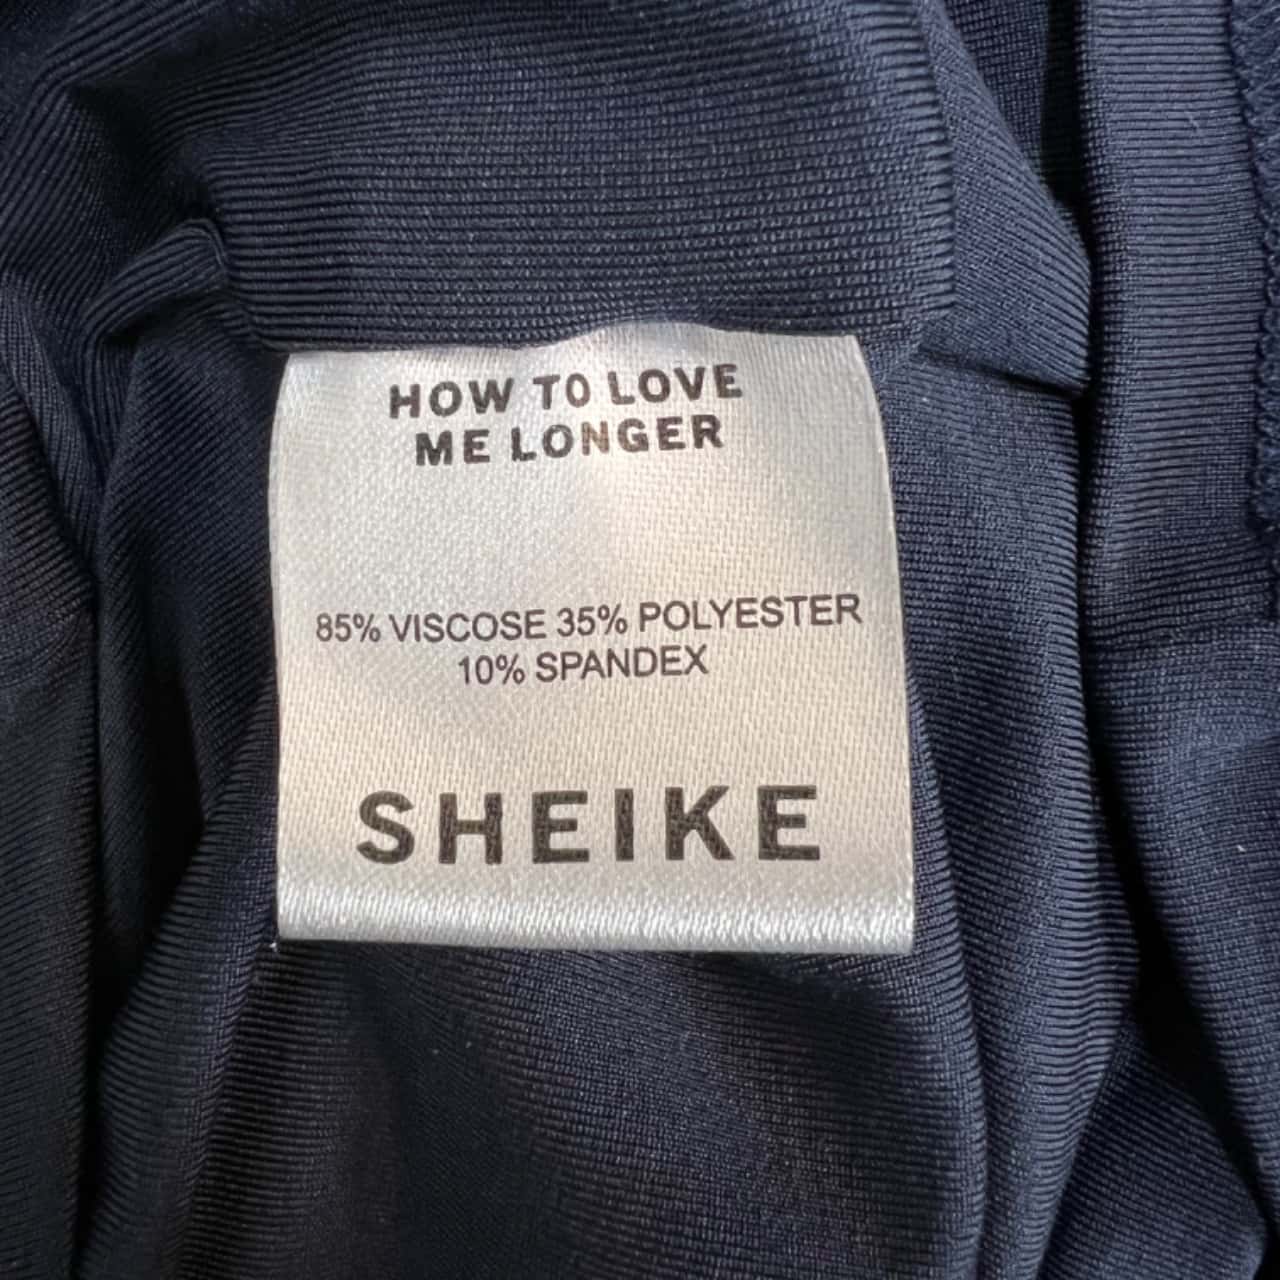 HOW TO LOVE
ME LONGER
85% VISCOSE 35% POLYESTER
10% SPANDEX
SHEIKE